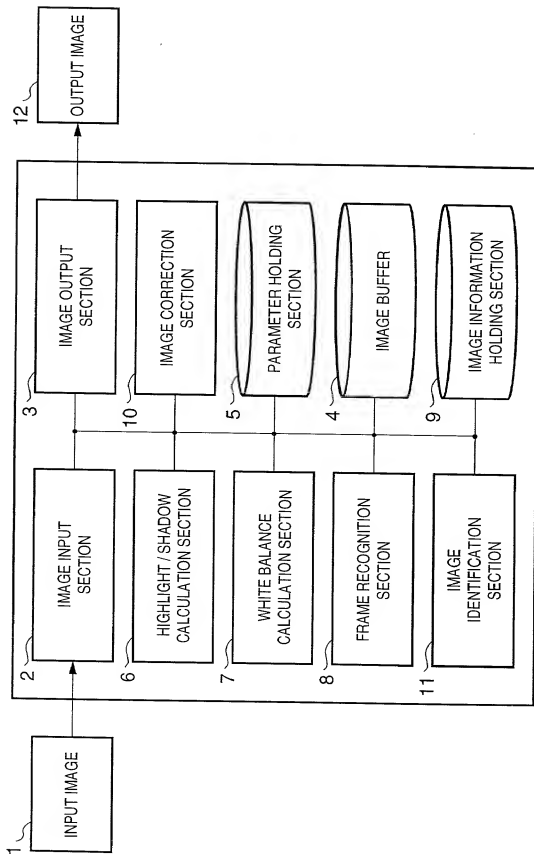 1
INPUT IMAGE
2
IMAGE INPUT
SECTION
6
HIGHLIGHT / SHADOW
CALCULATION SECTION
7
WHITE BALANCE
CALCULATION SECTION
8
FRAME RECOGNITION
SECTION
11
IMAGE
IDENTIFICATION
SECTION
3
IMAGE OUTPUT
SECTION
10
IMAGE CORRECTION
SECTION
5
PARAMETER HOLDING
SECTION
4
IMAGE BUFFER
9
IMAGE INFORMATION
HOLDING SECTION
12
OUTPUT IMAGE